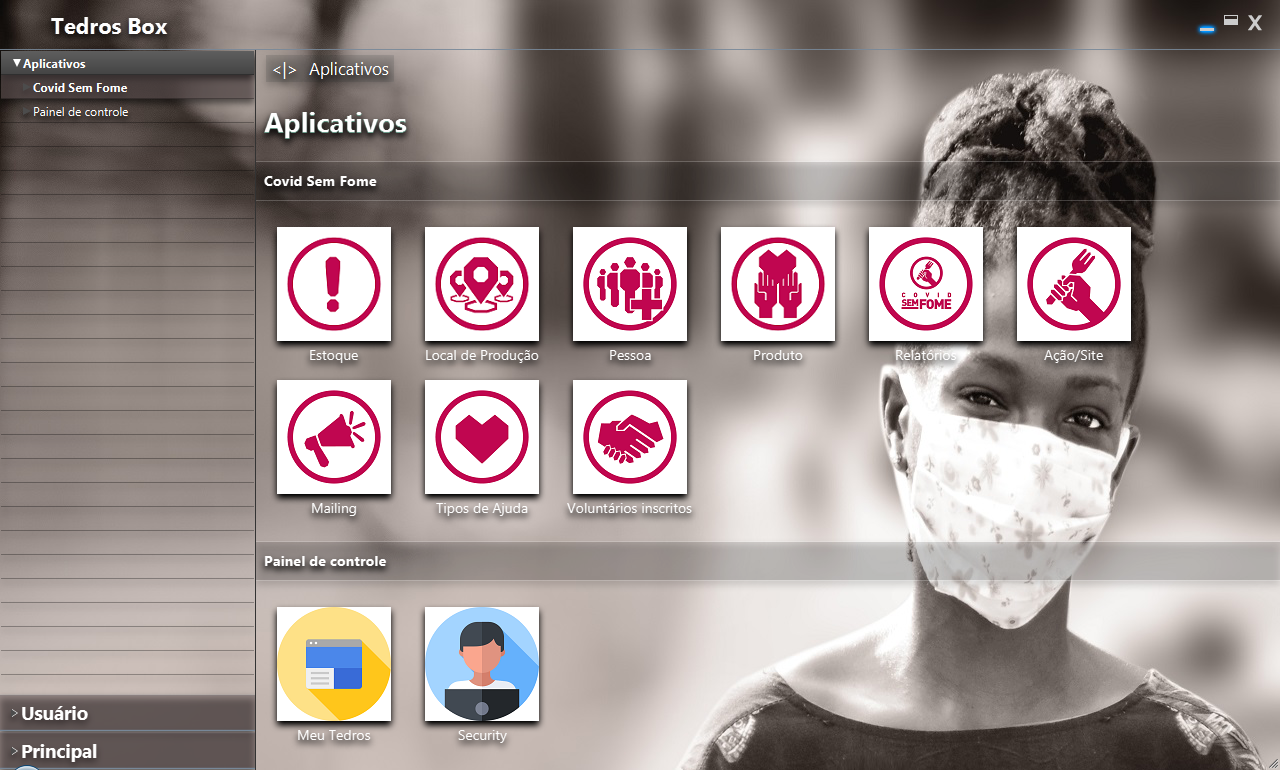 Tedros Box
Aplicativos
Covid Sem Fome
Painel de controle
Usuário
Principal
<|> Aplicativos
Aplicativos
Covid Sem Fome
COVID
SEM FOME
Estoque
Local de Produção
Pessoa
Produto
Relatórios
Ação/Site
Mailing
Tipos de Ajuda
Voluntários inscritos
Painel de controle
Meu Tedros
Security